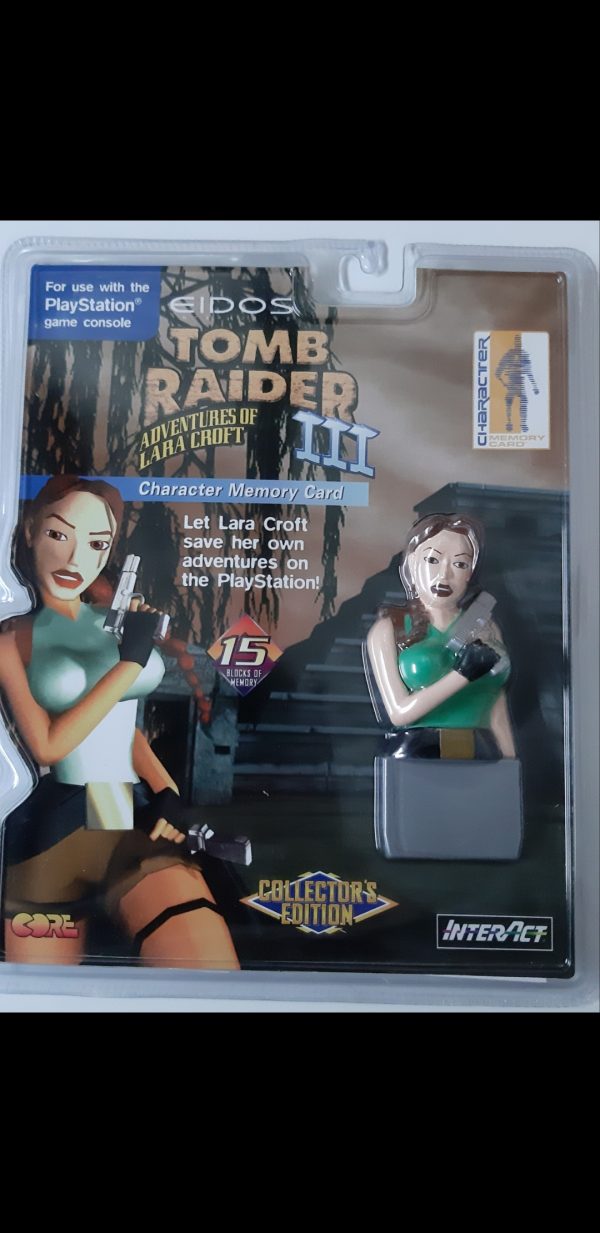 For use with the
PlayStation®
game console
EIDOS
TOMB
RAIDER
III
ADVENTURES OF
LARA CROFT
CHARACTER
MEMORY
CARD
Character Memory Card
Let Lara Croft
save her own
adventures on
the PlayStation!
15
BLOCKS OF
MEMORY
COLLECTOR'S
EDITION
CORE
INTERACT